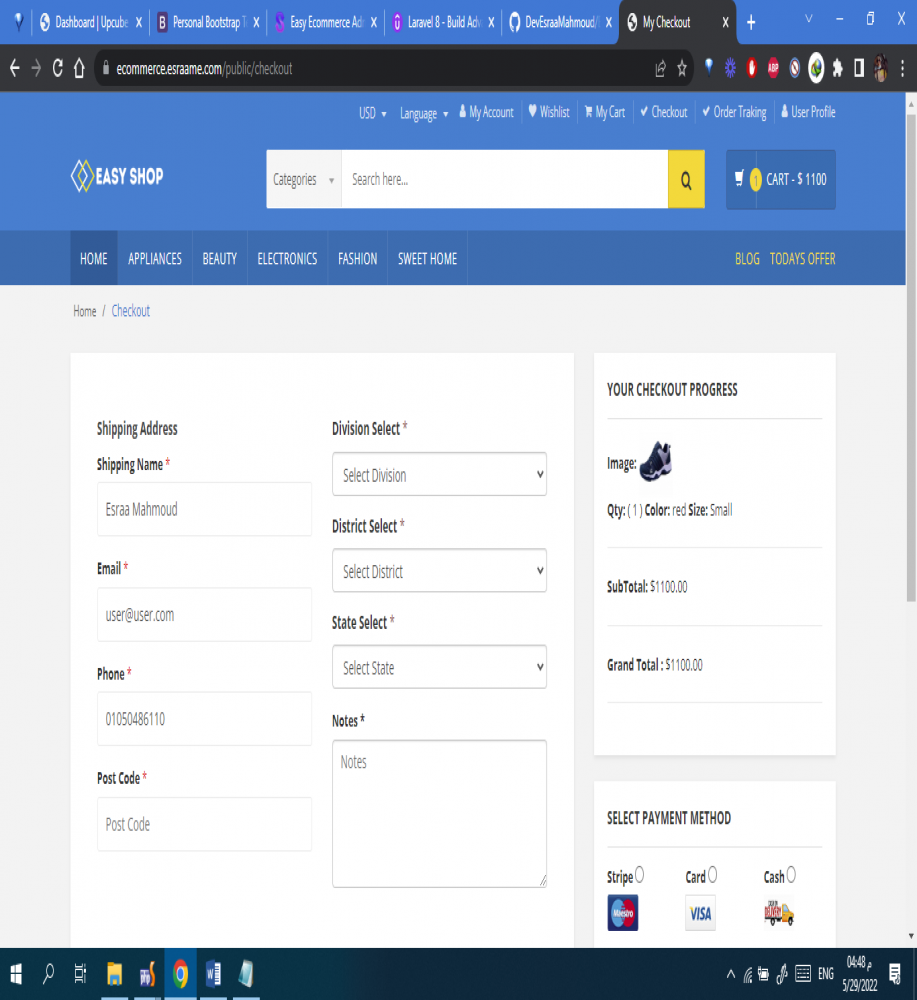 Dashboard | Upcube
Personal Bootstrap T
Easy Ecommerce Ad
Laravel 8 - Build Adv
DevEsraaMahmoud/
My Checkout
ecommerce.esraame.com/public/checkout
ABP
USD
Language
My Account
Wishlist
My Cart
Checkout
Order Traking
User Profile
EASY SHOP
Categories
Search here...
1
CART - $ 1100
HOME
APPLIANCES
BEAUTY
ELECTRONICS
FASHION
SWEET HOME
BLOG
TODAYS OFFER
Home / Checkout
Shipping Address
Shipping Name *
Esraa Mahmoud
Email *
user@user.com
Phone *
01050486110
Post Code *
Post Code
Division Select *
Select Division
District Select *
Select District
State Select *
Select State
Notes *
Notes
YOUR CHECKOUT PROGRESS
Image:
Qty: ( 1 ) Color: red Size: Small
SubTotal: $1100.00
Grand Total : $1100.00
SELECT PAYMENT METHOD
Stripe
Card
Cash
Maestro
VISA
DELIVERY
ENG
04:48 م
5/29/2022